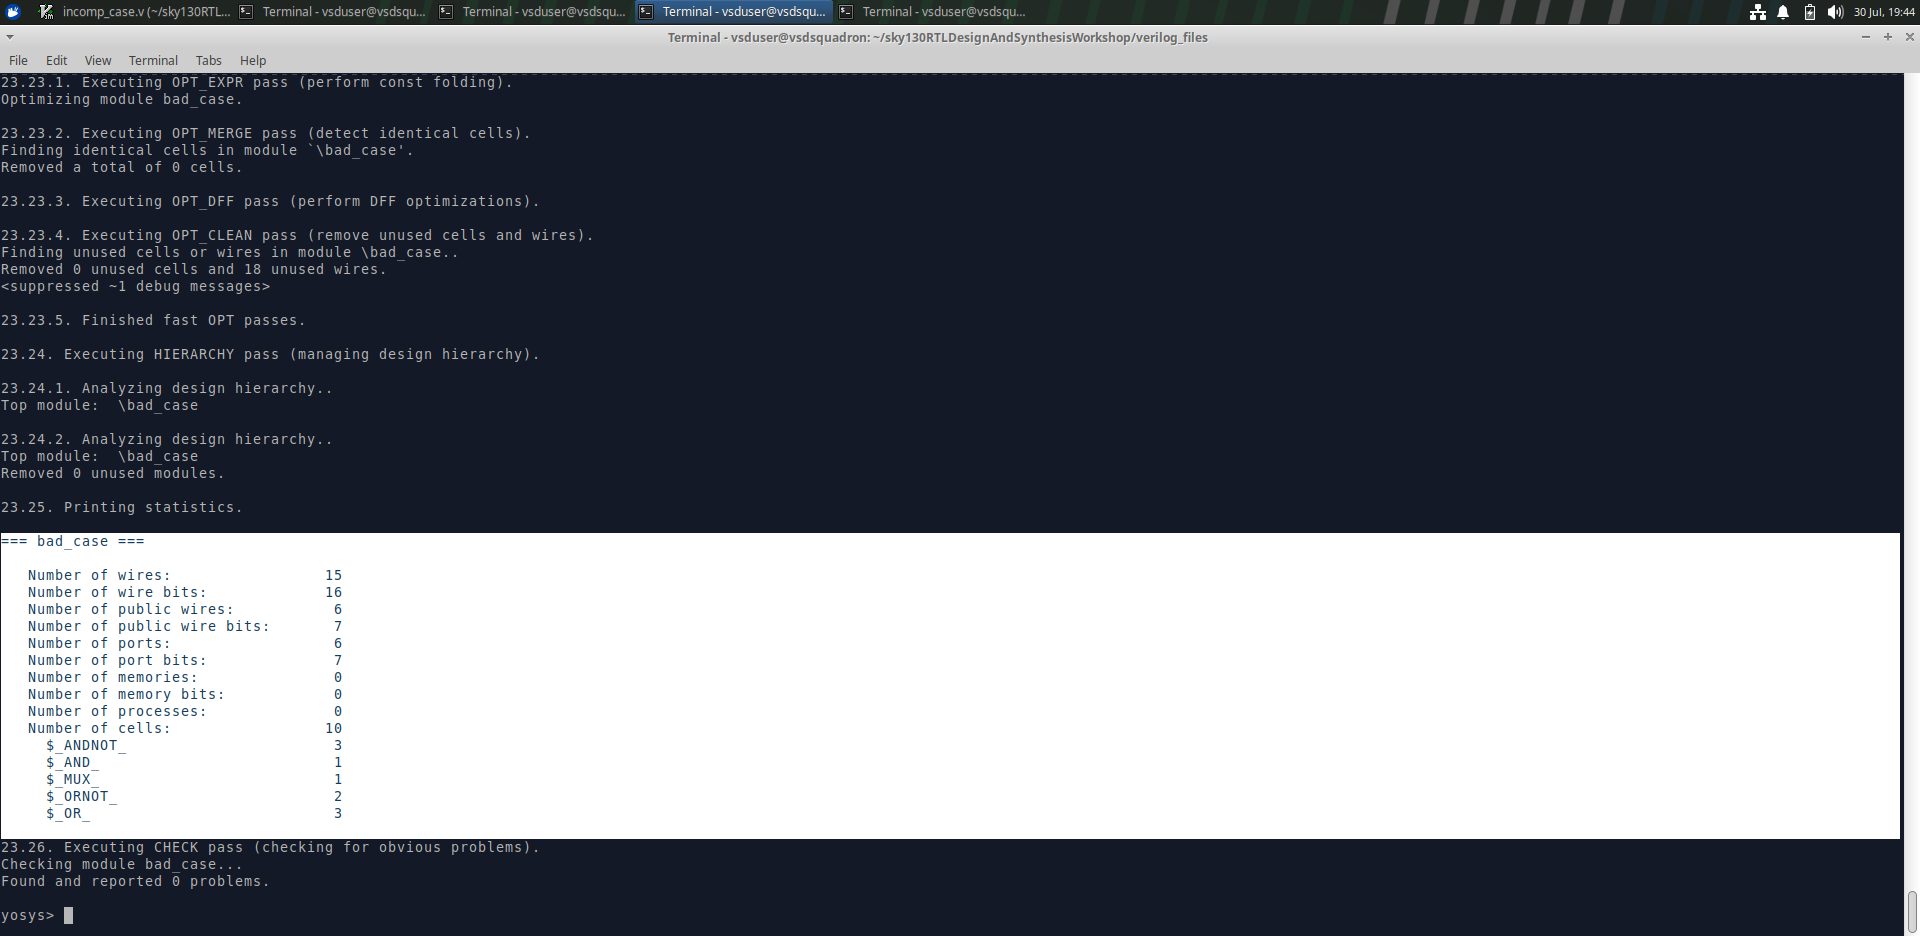 incomp_case.v (~/sky130RTL... Terminal - vsduser@vsdsqu... Terminal - vsduser@vsdsqu... Terminal - vsduser@vsdsqu... Terminal - vsduser@vsdsqu... 30 Jul, 19:44
Terminal - vsduser@vsdsquadron: ~/sky130RTLDesignAndSynthesisWorkshop/verilog_files
File Edit View Terminal Tabs Help
23.23.1. Executing OPT_EXPR pass (perform const folding).
Optimizing module bad_case.
23.23.2. Executing OPT_MERGE pass (detect identical cells).
Finding identical cells in module `\bad_case'.
Removed a total of 0 cells.
23.23.3. Executing OPT_DFF pass (perform DFF optimizations).
23.23.4. Executing OPT_CLEAN pass (remove unused cells and wires).
Finding unused cells or wires in module \bad_case..
Removed 0 unused cells and 18 unused wires.
<suppressed ~1 debug messages>
23.23.5. Finished fast OPT passes.
23.24. Executing HIERARCHY pass (managing design hierarchy).
23.24.1. Analyzing design hierarchy..
Top module:  \bad_case
23.24.2. Analyzing design hierarchy..
Top module:  \bad_case
Removed 0 unused modules.
23.25. Printing statistics.
=== bad_case ===
Number of wires: 15
Number of wire bits: 16
Number of public wires: 6
Number of public wire bits: 7
Number of ports: 6
Number of port bits: 7
Number of memories: 0
Number of memory bits: 0
Number of processes: 0
Number of cells: 10
$_ANDNOT_ 3
$_AND_ 1
$_MUX_ 1
$_ORNOT_ 2
$_OR_ 3
23.26. Executing CHECK pass (checking for obvious problems).
Checking module bad_case...
Found and reported 0 problems.
yosys>